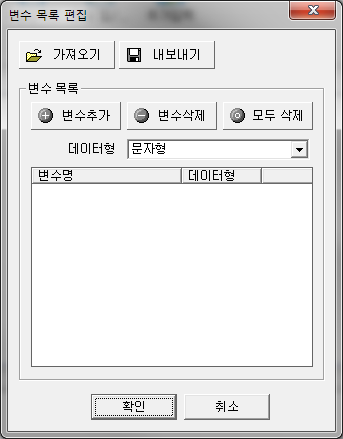 변수 목록 편집
가져오기 내보내기
변수 목록
변수추가 변수삭제 모두 삭제
데이터형 문자형
변수명 데이터형
확인 취소